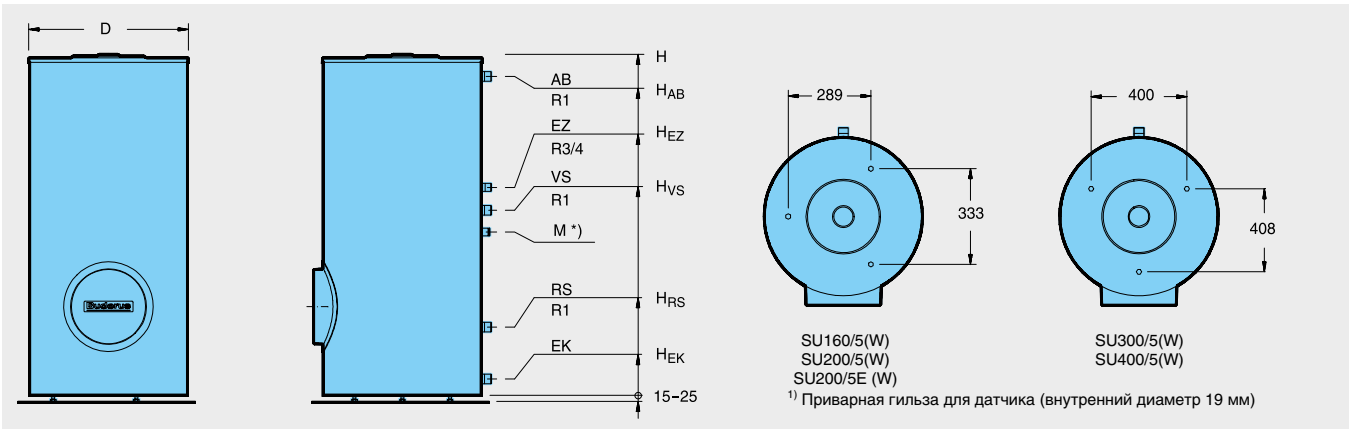 D
Buderus
AB
R1
EZ
R3/4
VS
R1
M *)
RS
R1
EK
H
HAB
HEZ
HVS
HRS
HEK
15-25
289
333
SU160/5(W)
SU200/5(W)
SU200/5E (W)
400
408
SU300/5(W)
SU400/5(W)
1) Приварная гильза для датчика (внутренний диаметр 19 мм)